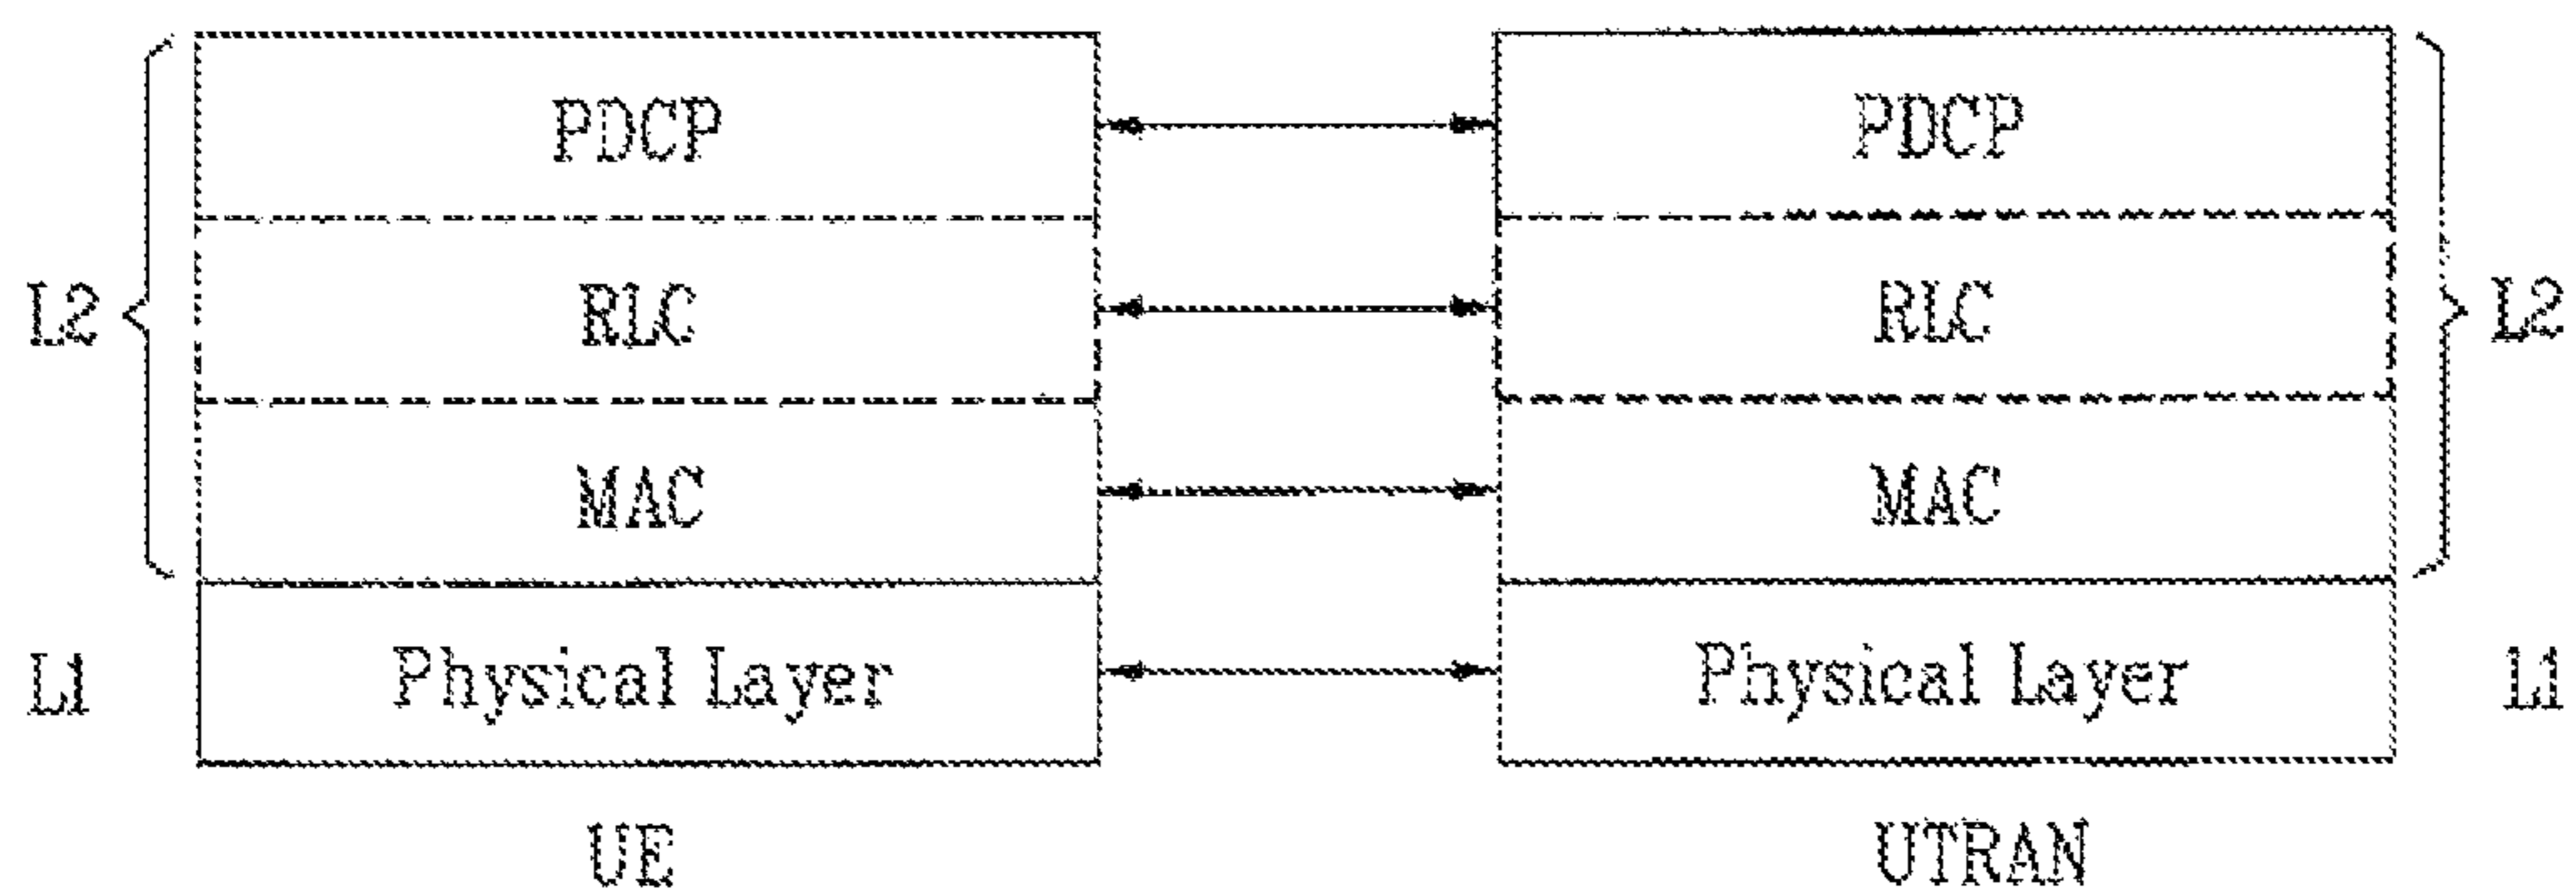 PDCP PDCP
L2 RLC RLC L2
MAC MAC
L1 Physical Layer Physical Layer L1
UE UTRAN